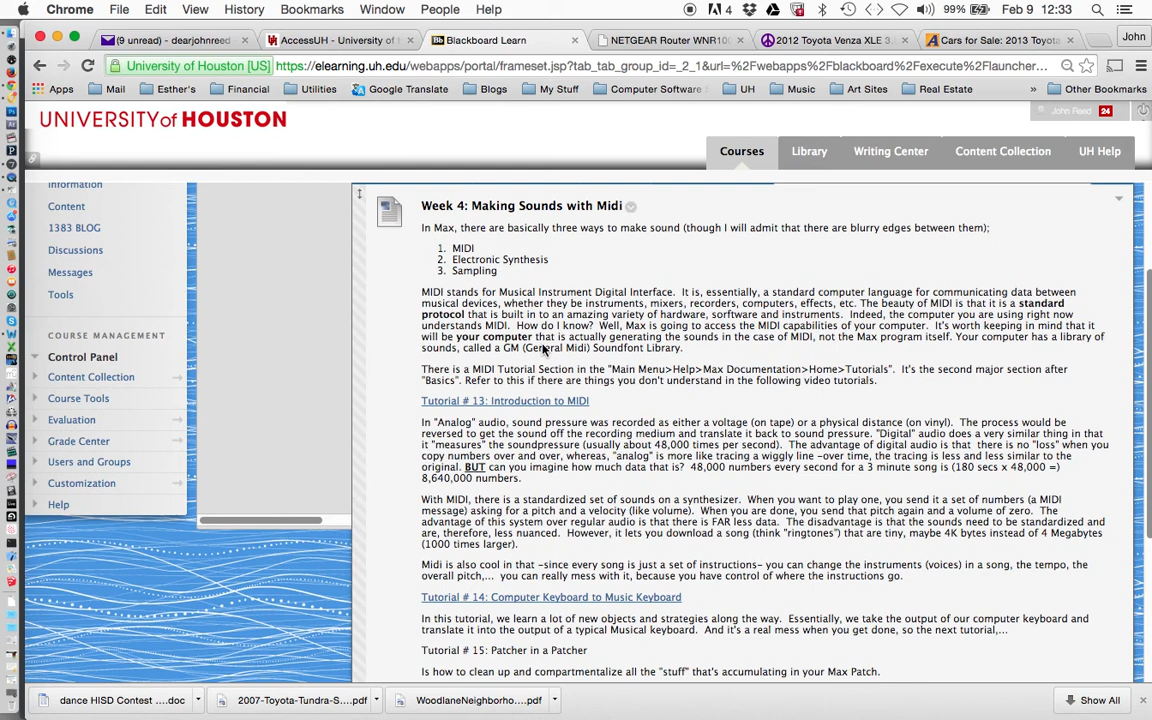 Chrome File Edit View History Bookmarks Window People Help 4 99% Feb 9 12:33
(9 unread) - dearjohnreed × AccessUH - University of × Blackboard Learn × NETGEAR Router WNR100 × 2012 Toyota Venza XLE 3. × Cars for Sale: 2013 Toyota × John
University of Houston [US] https://elearning.uh.edu/webapps/portal/frameset.jsp?tab_tab_group_id=_2_1&url=%2Fwebapps%2Fblackboard%2Fexecute%2Flauncher...
Apps Mail Esther's Financial Utilities Google Translate Blogs My Stuff Computer Software UH Music Art Sites Real Estate » Other Bookmarks
UNIVERSITY of HOUSTON
John Reed 24
Courses Library Writing Center Content Collection UH Help
Information
Content
1383 BLOG
Discussions
Messages
Tools
COURSE MANAGEMENT
Control Panel
Content Collection
Course Tools
Evaluation
Grade Center
Users and Groups
Customization
Help
Week 4: Making Sounds with Midi
In Max, there are basically three ways to make sound (though I will admit that there are blurry edges between them);
1. MIDI
2. Electronic Synthesis
3. Sampling
MIDI stands for Musical Instrument Digital Interface. It is, essentially, a standard computer language for communicating data between
musical devices, whether they be instruments, mixers, recorders, computers, effects, etc. The beauty of MIDI is that it is a standard
protocol that is built in to an amazing variety of hardware, sorftware and instruments. Indeed, the computer you are using right now
understands MIDI. How do I know? Well, Max is going to access the MIDI capabilities of your computer. It's worth keeping in mind that it
will be your computer that is actually generating the sounds in the case of MIDI, not the Max program itself. Your computer has a library of
sounds, called a GM (General Midi) Soundfont Library.
There is a MIDI Tutorial Section in the "Main Menu>Help>Max Documentation>Home>Tutorials". It's the second major section after
"Basics". Refer to this if there are things you don't understand in the following video tutorials.
Tutorial # 13: Introduction to MIDI
In "Analog" audio, sound pressure was recorded as either a voltage (on tape) or a physical distance (on vinyl). The process would be
reversed to get the sound off the recording medium and translate it back to sound pressure. "Digital" audio does a very similar thing in that
it "measures" the soundpressure (usually about 48,000 times per second). The advantage of digital audio is that there is no "loss" when you
copy numbers over and over, whereas, "analog" is more like tracing a wiggly line -over time, the tracing is less and less similar to the
original. BUT can you imagine how much data that is? 48,000 numbers every second for a 3 minute song is (180 secs x 48,000 =)
8,640,000 numbers.
With MIDI, there is a standardized set of sounds on a synthesizer. When you want to play one, you send it a set of numbers (a MIDI
message) asking for a pitch and a velocity (like volume). When you are done, you send that pitch again and a volume of zero. The
advantage of this system over regular audio is that there is FAR less data. The disadvantage is that the sounds need to be standardized and
are, therefore, less nuanced. However, it lets you download a song (think "ringtones") that are tiny, maybe 4K bytes instead of 4 Megabytes
(1000 times larger).
Midi is also cool in that -since every song is just a set of instructions- you can change the instruments (voices) in a song, the tempo, the
overall pitch,... you can really mess with it, because you have control of where the instructions go.
Tutorial # 14: Computer Keyboard to Music Keyboard
In this tutorial, we learn a lot of new objects and strategies along the way. Essentially, we take the output of our computer keyboard and
translate it into the output of a typical Musical keyboard. And it's a real mess when you get done, so the next tutorial,...
Tutorial # 15: Patcher in a Patcher
Is how to clean up and compartmentalize all the "stuff" that's accumulating in your Max Patch.
dance HISD Contest ....doc 2007-Toyota-Tundra-S....pdf WoodlaneNeighborho....pdf Show All ×